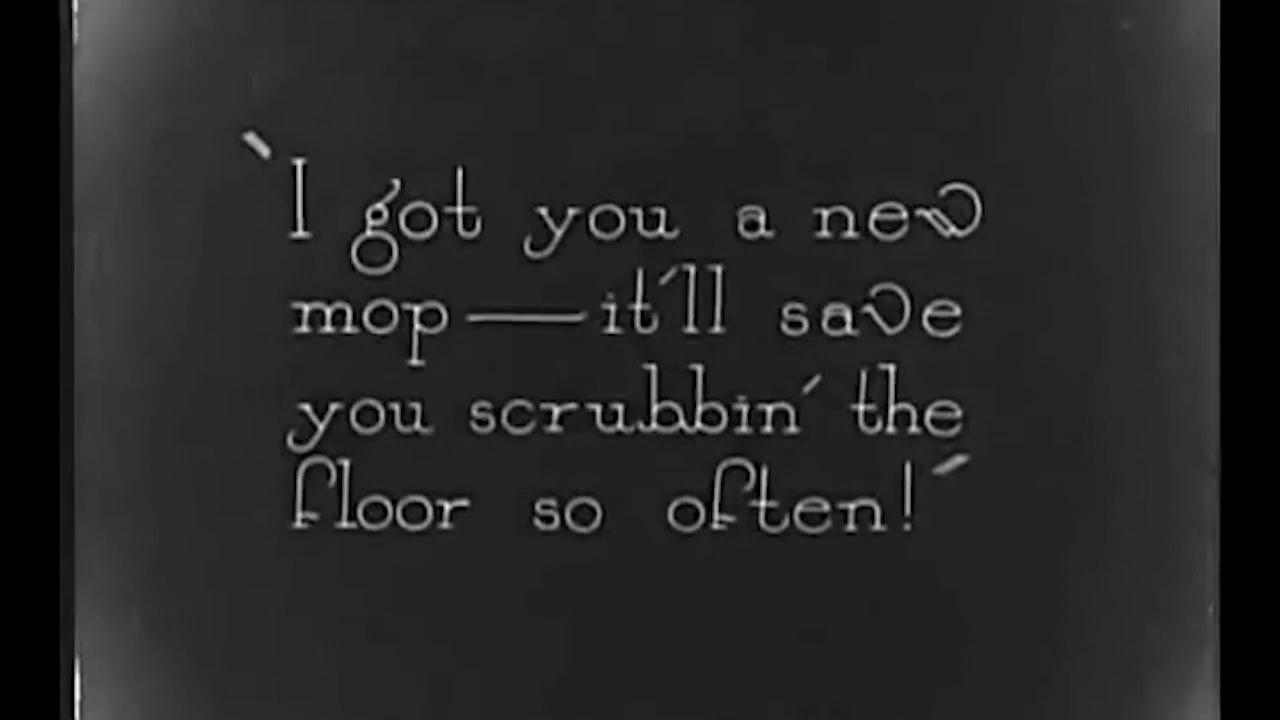 `I got you a new
mop—it'll save
you scrubbin' the
floor so often!´